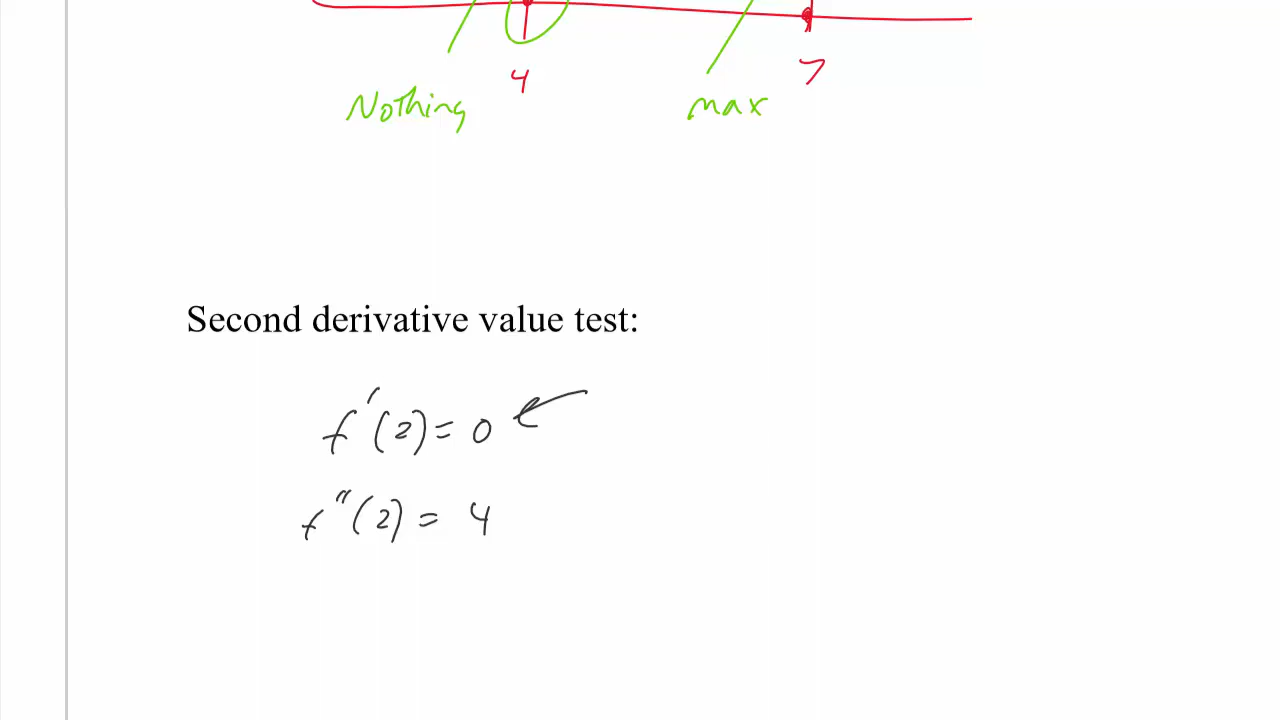 4 7
Nothing max
Second derivative value test:
f'(2) = 0
f"(2) = 4